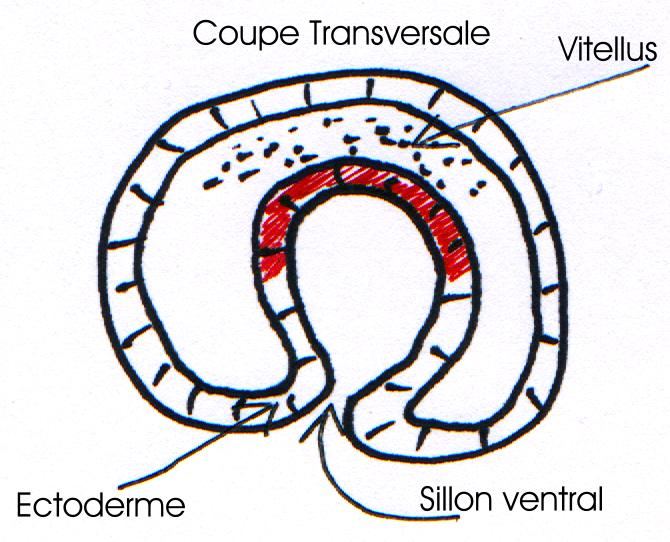 Coupe Transversale
Vitellus
Ectoderme
Sillon ventral